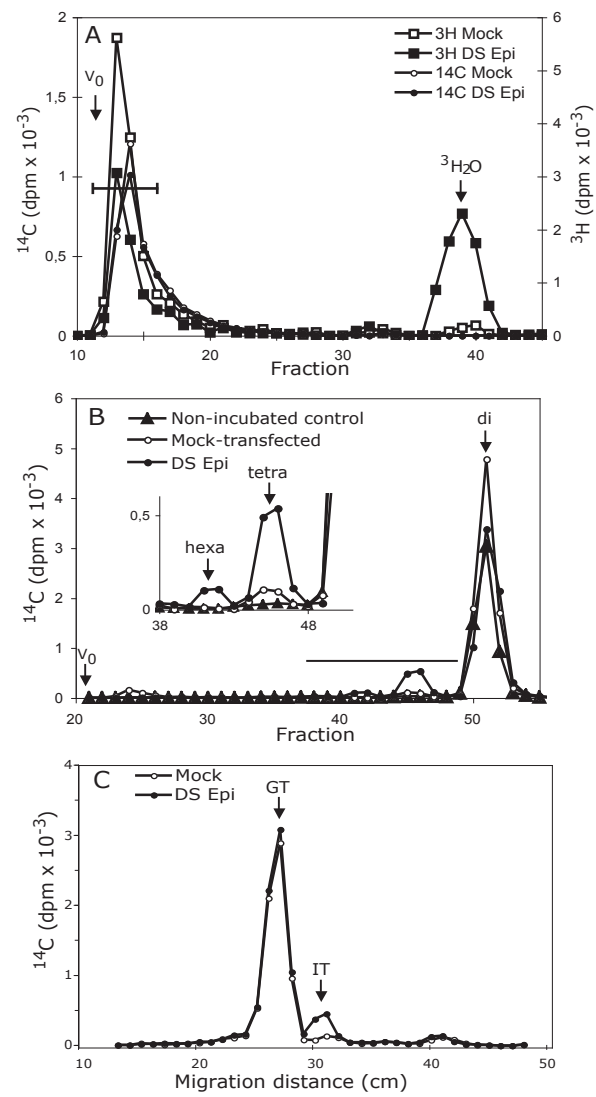 A
3H Mock
3H DS Epi
14C Mock
14C DS Epi
V0
³H₂O
2
1,5
1
0,5
0
6
5
4
3
2
1
0
¹⁴C (dpm x 10⁻³)
³H (dpm x 10⁻³)
10 20 30 40
Fraction
B
Non-incubated control
Mock-transfected
DS Epi
di
tetra
hexa
0,5
0
38 48
V0
6
5
4
3
2
1
0
¹⁴C (dpm x 10⁻³)
20 30 40 50
Fraction
C
Mock
DS Epi
GT
IT
4
3
2
1
0
¹⁴C (dpm x 10⁻³)
10 20 30 40 50
Migration distance (cm)